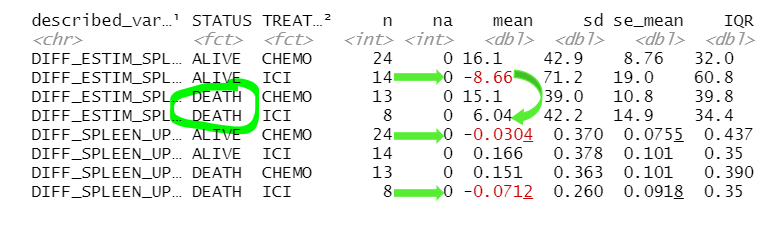 described_var…¹ STATUS TREAT…² n na mean sd se_mean IQR
<chr> <fct> <fct> <int> <int> <dbl> <dbl> <dbl> <dbl>
DIFF_ESTIM_SPL… ALIVE CHEMO 24 0 16.1 42.9 8.76 32.0
DIFF_ESTIM_SPL… ALIVE ICI 14 0 -8.66 71.2 19.0 60.8
DIFF_ESTIM_SPL… DEATH CHEMO 13 0 15.1 39.0 10.8 39.8
DIFF_ESTIM_SPL… DEATH ICI 8 0 6.04 42.2 14.9 34.4
DIFF_SPLEEN_UP… ALIVE CHEMO 24 0 -0.0304 0.370 0.0755 0.437
DIFF_SPLEEN_UP… ALIVE ICI 14 0 0.166 0.378 0.101 0.35
DIFF_SPLEEN_UP… DEATH CHEMO 13 0 0.151 0.363 0.101 0.390
DIFF_SPLEEN_UP… DEATH ICI 8 0 -0.0712 0.260 0.0918 0.35